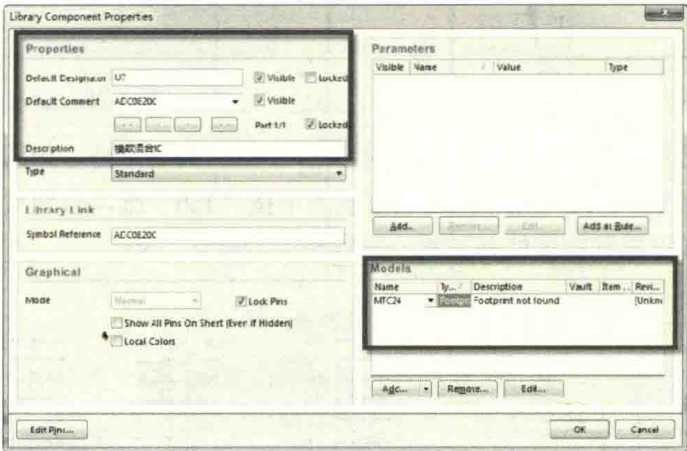 Library Component Properties
Properties
Default Designator U?
Visible
Locked
Default Comment ADC0E20C
Visible
Part 1/1
Locked
Description 模数混合IC
Type Standard
Library Link
Symbol Reference ADC0E20C
Graphical
Mode Normal
Lock Pins
Show All Pins On Sheet (Even if Hidden)
Local Colors
Parameters
Visible Name / Value Type
Add... Remove... Edit... Add as Rule...
Models
Name Ty... / Description Vault Item... Revi...
MTC24 Footpr Footprint not found [Unkno
Add... Remove... Edit...
Edit Pins...
OK Cancel